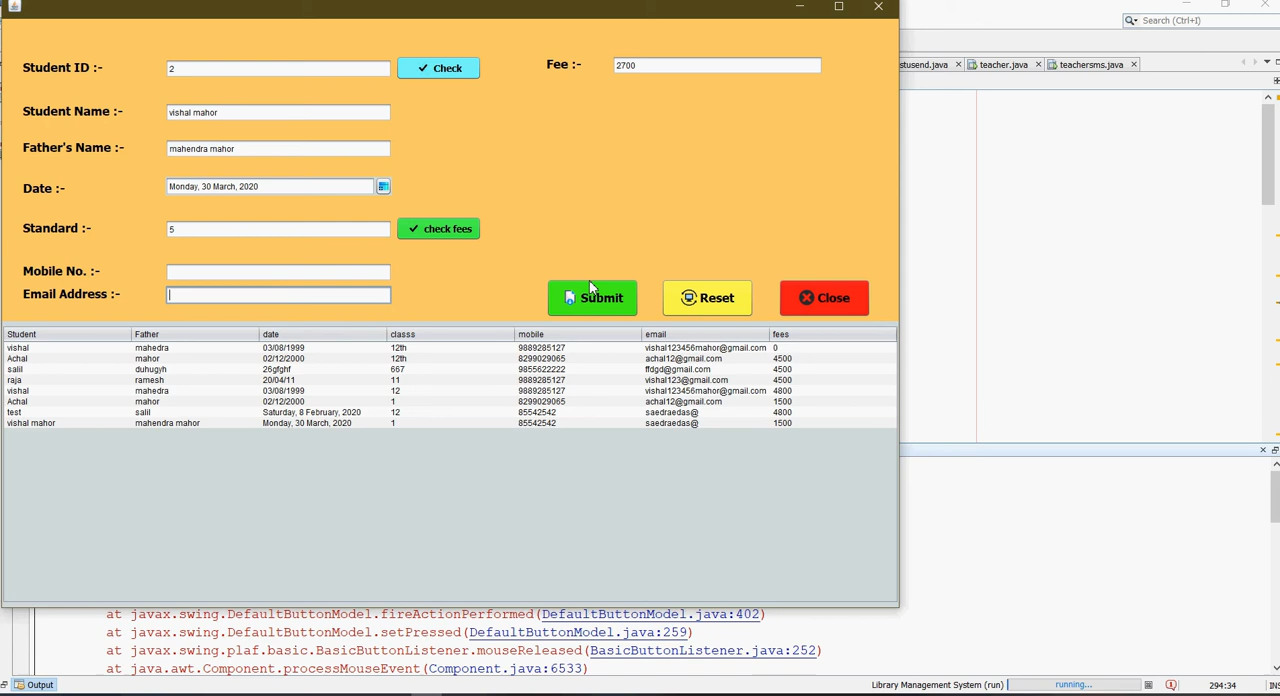 Search (Ctrl+I)
stusend.java
teacher.java
teachersms.java
Student ID :-
2
Check
Fee :-
2700
Student Name :-
vishal mahor
Father's Name :-
mahendra mahor
Date :-
Monday, 30 March, 2020
Standard :-
5
check fees
Mobile No. :-
Email Address :-
Submit
Reset
Close
Student Father date classs mobile email fees
vishal mahedra 03/08/1999 12th 9889285127 vishal123456mahor@gmail.com 0
Achal mahor 02/12/2000 12th 8299029065 achal12@gmail.com 4500
salil duhugyh 26gfghf 667 9855622222 ffdgd@gmail.com 4500
raja ramesh 20/04/11 11 9889285127 vishal123@gmail.com 4500
vishal mahedra 03/08/1999 12 9889285127 vishal123456mahor@gmail.com 4800
Achal mahor 02/12/2000 1 8299029065 achal12@gmail.com 1500
test salil Saturday, 8 February, 2020 12 85542542 saedraedas@ 4800
vishal mahor mahendra mahor Monday, 30 March, 2020 1 85542542 saedraedas@ 1500
at javax.swing.DefaultButtonModel.fireActionPerformed(DefaultButtonModel.java:402)
at javax.swing.DefaultButtonModel.setPressed(DefaultButtonModel.java:259)
at javax.swing.plaf.basic.BasicButtonListener.mouseReleased(BasicButtonListener.java:252)
at java.awt.Component.processMouseEvent(Component.java:6533)
Output
Library Management System (run)
running...
294:34
INS